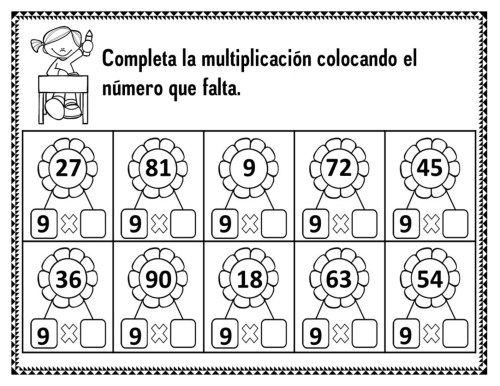 Completa la multiplicación colocando el
número que falta.
27 81 9 72 45
9 × 9 × 9 × 9 × 9 ×
36 90 18 63 54
9 × 9 × 9 × 9 × 9 ×